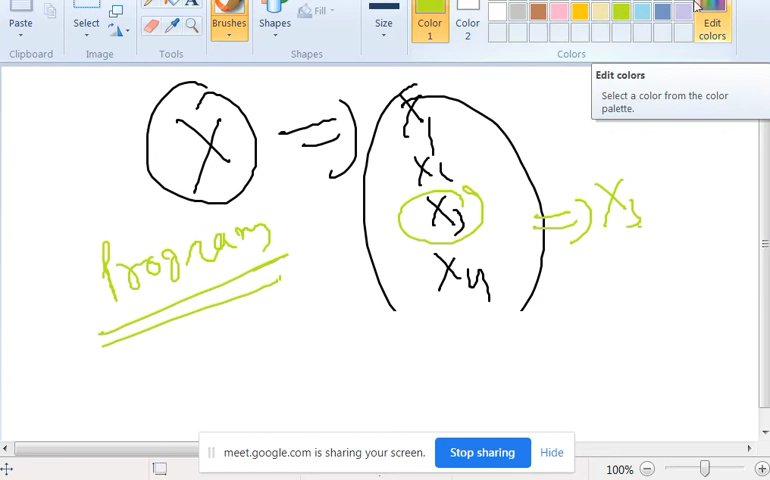 Paste
Select
Brushes
Shapes
Fill
Size
Color 1
Color 2
Edit colors
Clipboard
Image
Tools
Colors
Edit colors
Select a color from the color
palette.
X
X1
X2
X3
X4
X3
Program
meet.google.com is sharing your screen.
Stop sharing
Hide
100%